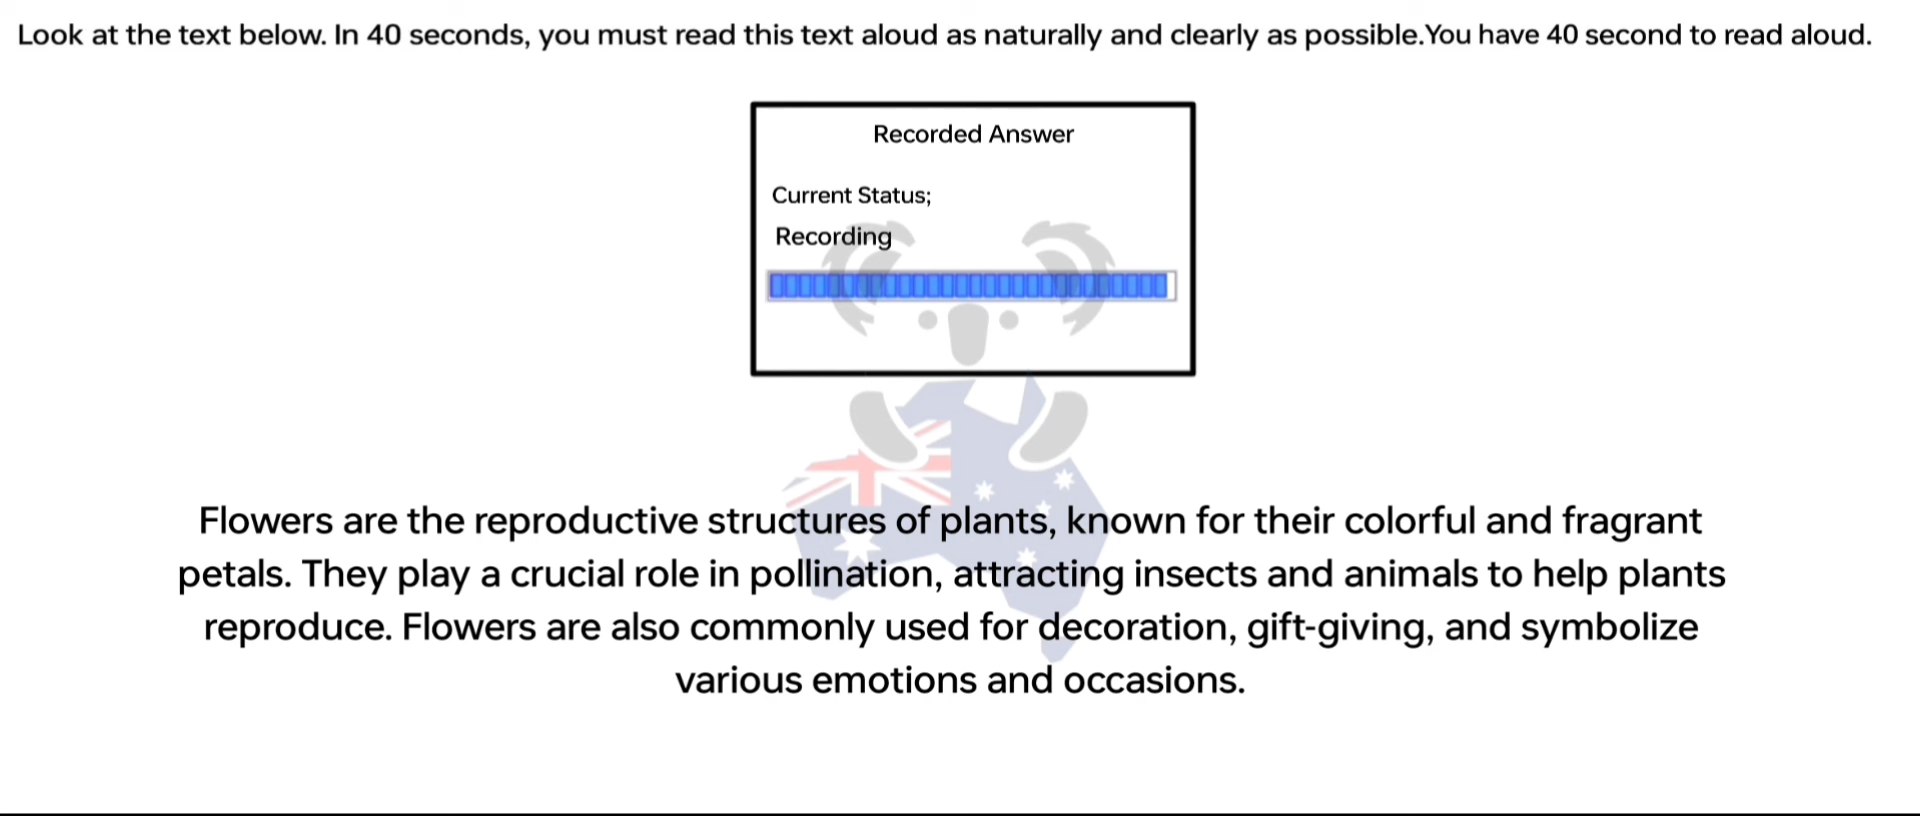 Look at the text below. In 40 seconds, you must read this text aloud as naturally and clearly as possible.You have 40 second to read aloud.
Recorded Answer
Current Status;
Recording
Flowers are the reproductive structures of plants, known for their colorful and fragrant
petals. They play a crucial role in pollination, attracting insects and animals to help plants
reproduce. Flowers are also commonly used for decoration, gift-giving, and symbolize
various emotions and occasions.